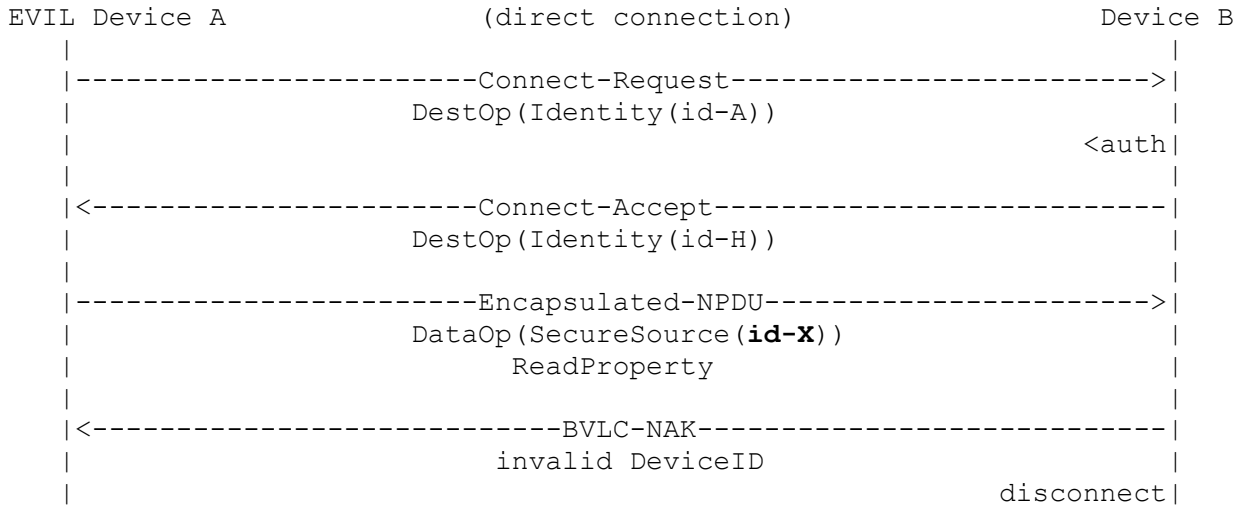 EVIL Device A (direct connection) Device B
Connect-Request
DestOp(Identity(id-A))
<auth
Connect-Accept
DestOp(Identity(id-H))
Encapsulated-NPDU
DataOp(SecureSource(id-X))
ReadProperty
BVLC-NAK
invalid DeviceID
disconnect